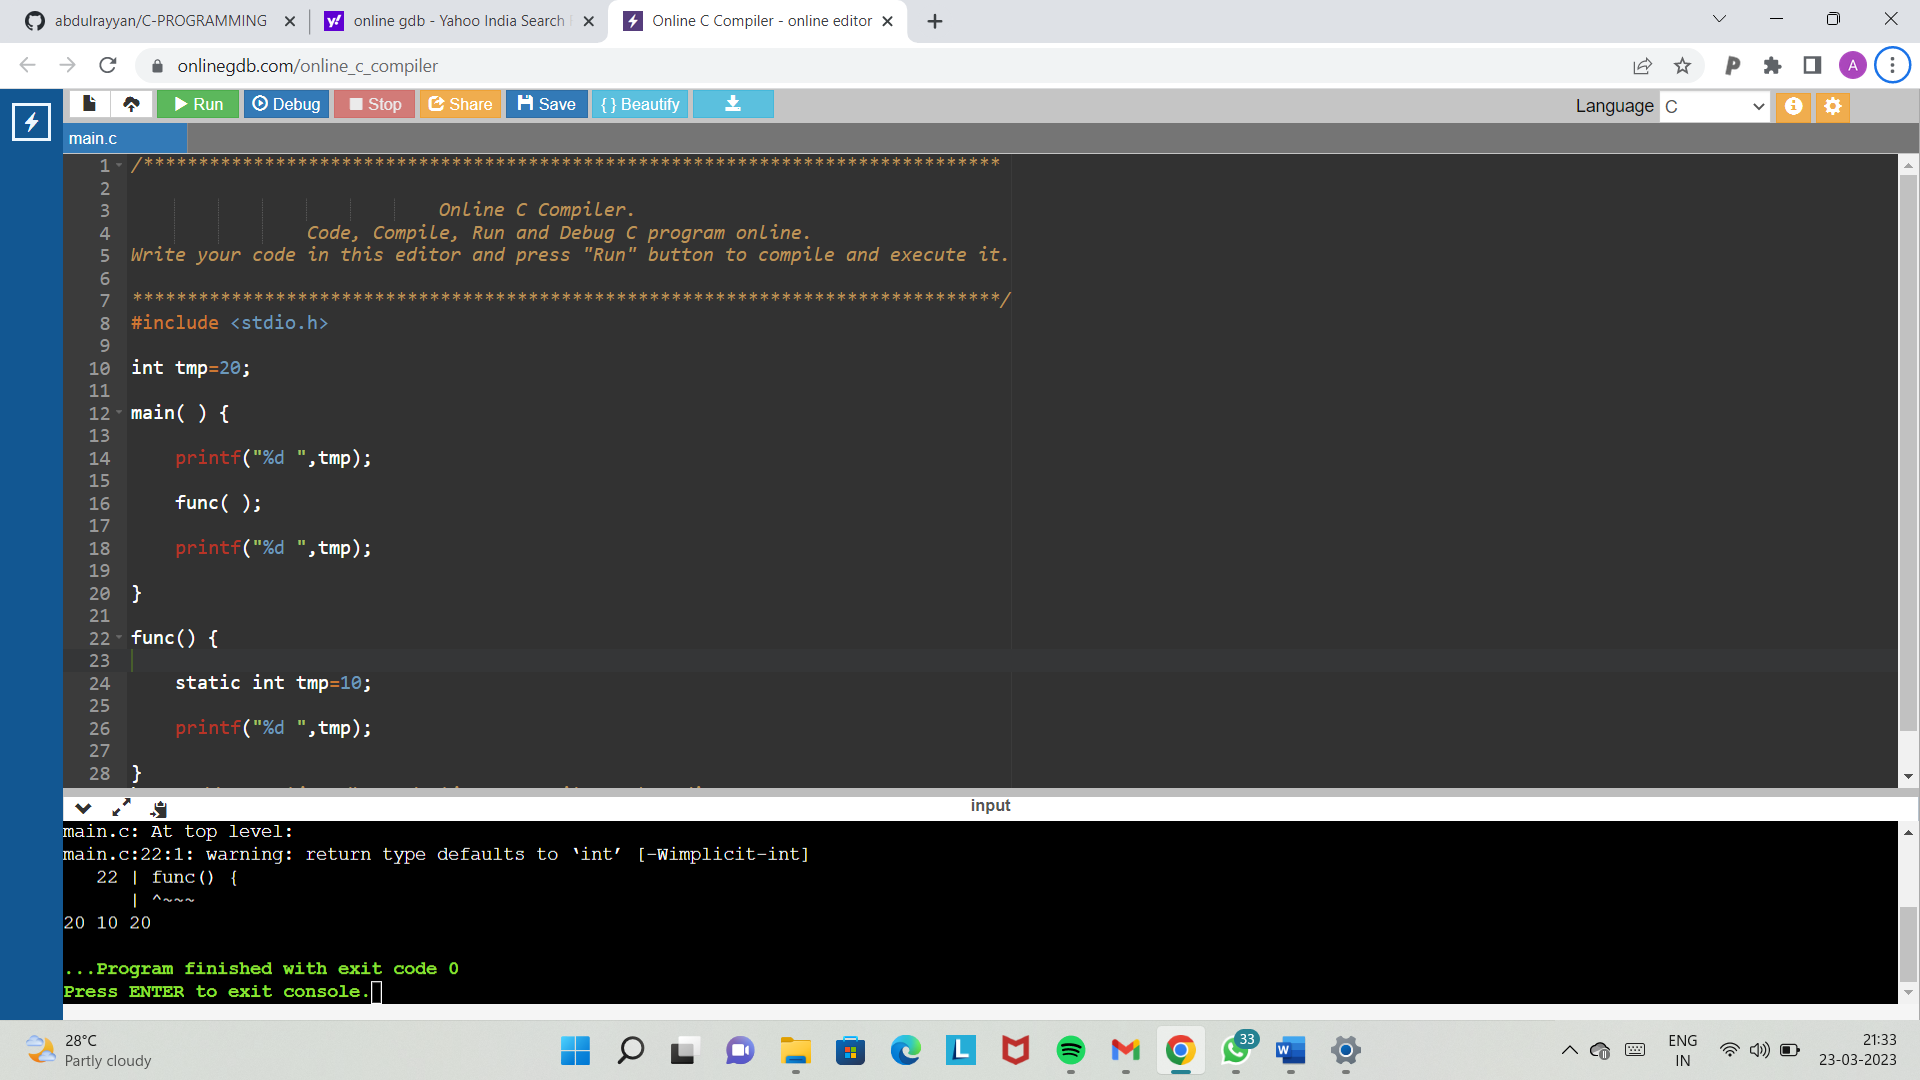 abdulrayyan/C-PROGRAMMING
online gdb - Yahoo India Search
Online C Compiler - online editor
onlinegdb.com/online_c_compiler
A
Run
Debug
Stop
Share
Save
{ } Beautify
Language
C
main.c
1 /******************************************************************************
2
3 Online C Compiler.
4 Code, Compile, Run and Debug C program online.
5 Write your code in this editor and press "Run" button to compile and execute it.
6
7 *******************************************************************************/
8 #include <stdio.h>
9
10 int tmp=20;
11
12 main( ) {
13
14 printf("%d ",tmp);
15
16 func( );
17
18 printf("%d ",tmp);
19
20 }
21
22 func() {
23
24 static int tmp=10;
25
26 printf("%d ",tmp);
27
28 }
input
main.c: At top level:
main.c:22:1: warning: return type defaults to ‘int’ [-Wimplicit-int]
22 | func() {
| ^~~~
20 10 20
...Program finished with exit code 0
Press ENTER to exit console.
28°C
Partly cloudy
33
ENG
IN
21:33
23-03-2023